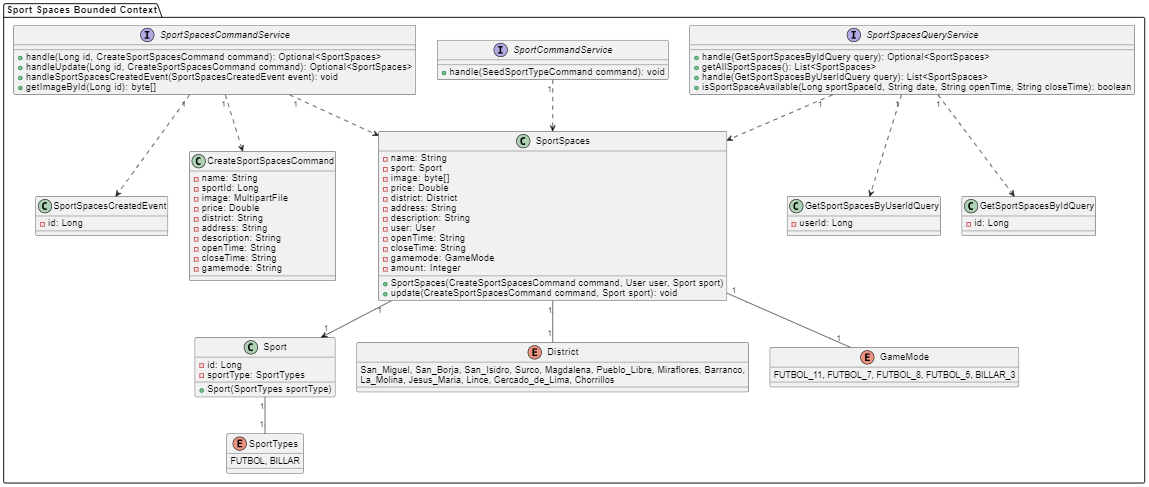 Sport Spaces Bounded Context
I SportSpacesCommandService
handle(Long id, CreateSportSpacesCommand command): Optional<SportSpaces>
handleUpdate(Long id, CreateSportSpacesCommand command): Optional<SportSpaces>
handleSportSpacesCreatedEvent(SportSpacesCreatedEvent event): void
getImageById(Long id): byte[]
I SportCommandService
handle(SeedSportTypeCommand command): void
I SportSpacesQueryService
handle(GetSportSpacesByIdQuery query): Optional<SportSpaces>
getAllSportSpaces(): List<SportSpaces>
handle(GetSportSpacesByUserIdQuery query): List<SportSpaces>
isSportSpaceAvailable(Long sportSpaceId, String date, String openTime, String closeTime): boolean
1
1
1
1
1
1
1
C SportSpacesCreatedEvent
id: Long
C CreateSportSpacesCommand
name: String
sportId: Long
image: MultipartFile
price: Double
district: String
address: String
description: String
openTime: String
closeTime: String
gamemode: String
C SportSpaces
name: String
sport: Sport
image: byte[]
price: Double
district: District
address: String
description: String
user: User
openTime: String
closeTime: String
gamemode: GameMode
amount: Integer
SportSpaces(CreateSportSpacesCommand command, User user, Sport sport)
update(CreateSportSpacesCommand command, Sport sport): void
C GetSportSpacesByUserIdQuery
userId: Long
C GetSportSpacesByIdQuery
id: Long
1
1
1
1
1
1
C Sport
id: Long
sportType: SportTypes
Sport(SportTypes sportType)
E District
San_Miguel, San_Borja, San_Isidro, Surco, Magdalena, Pueblo_Libre, Miraflores, Barranco,
La_Molina, Jesus_Maria, Lince, Cercado_de_Lima, Chorrillos
E GameMode
FUTBOL_11, FUTBOL_7, FUTBOL_8, FUTBOL_5, BILLAR_3
1
1
E SportTypes
FUTBOL, BILLAR